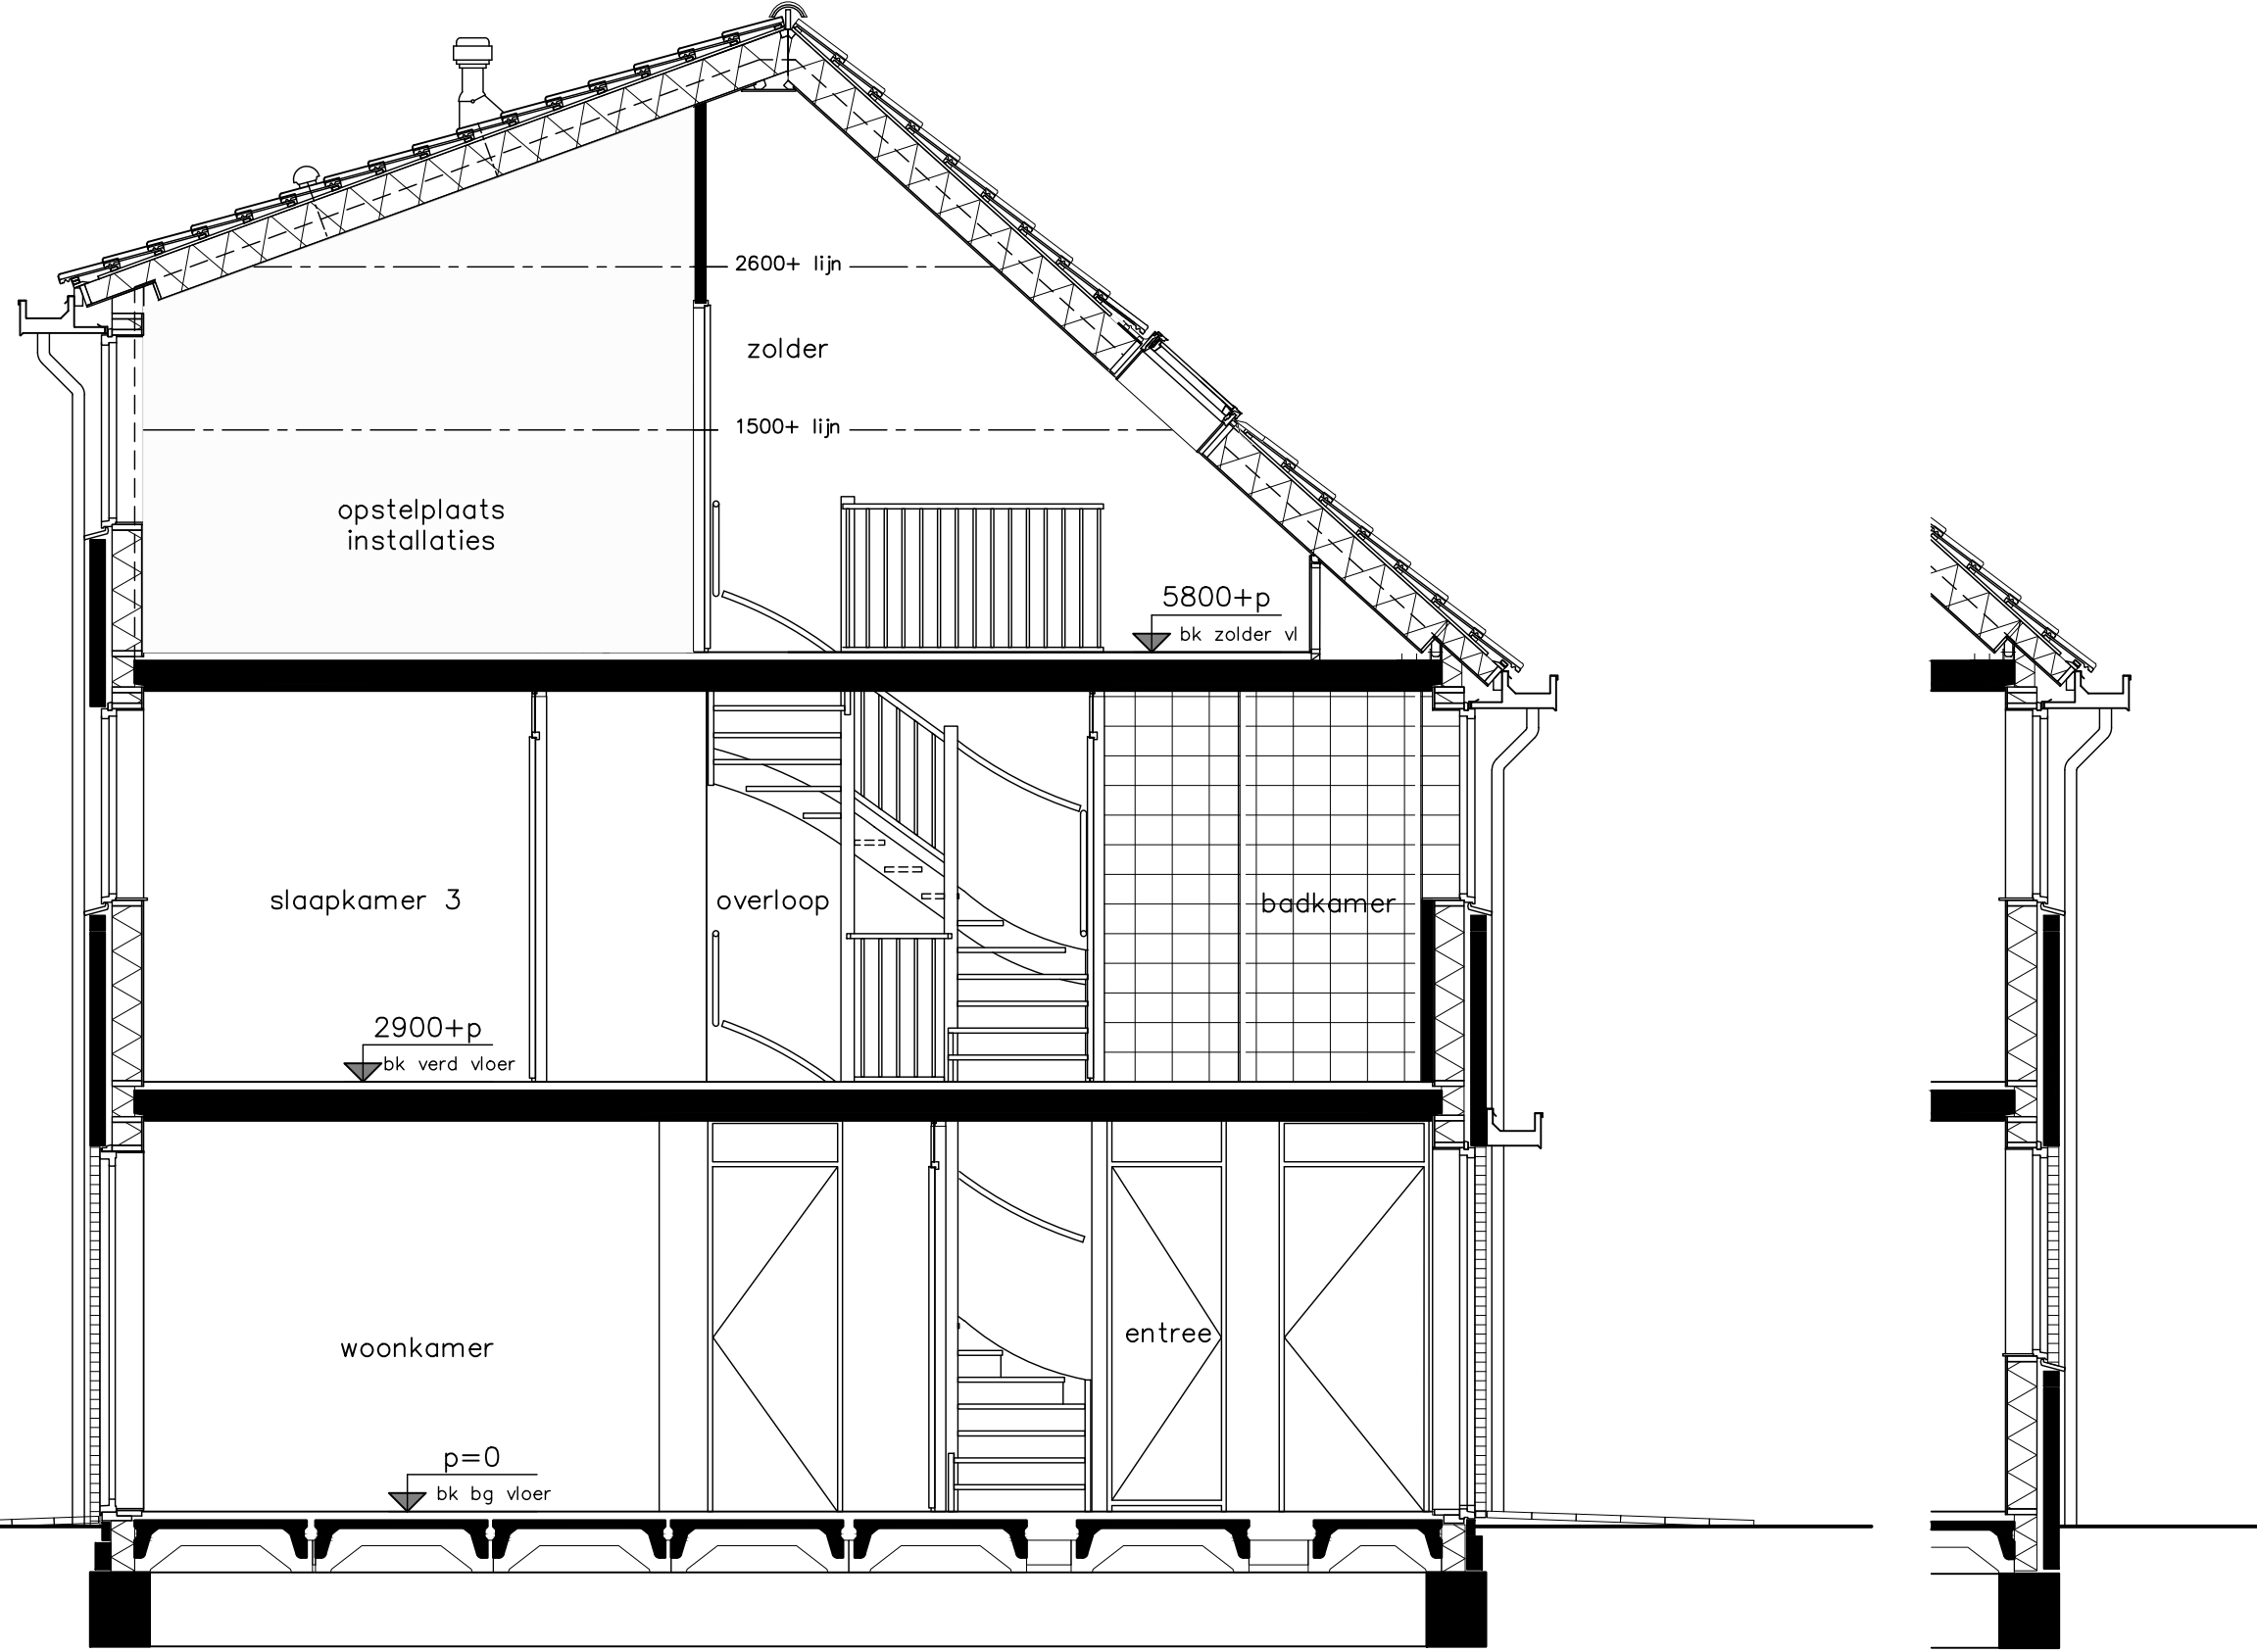 2600+ lijn
zolder
1500+ lijn
opstelplaats
installaties
5800+p
bk zolder vl
slaapkamer 3
overloop
badkamer
2900+p
bk verd vloer
entree
woonkamer
p=0
bk bg vloer